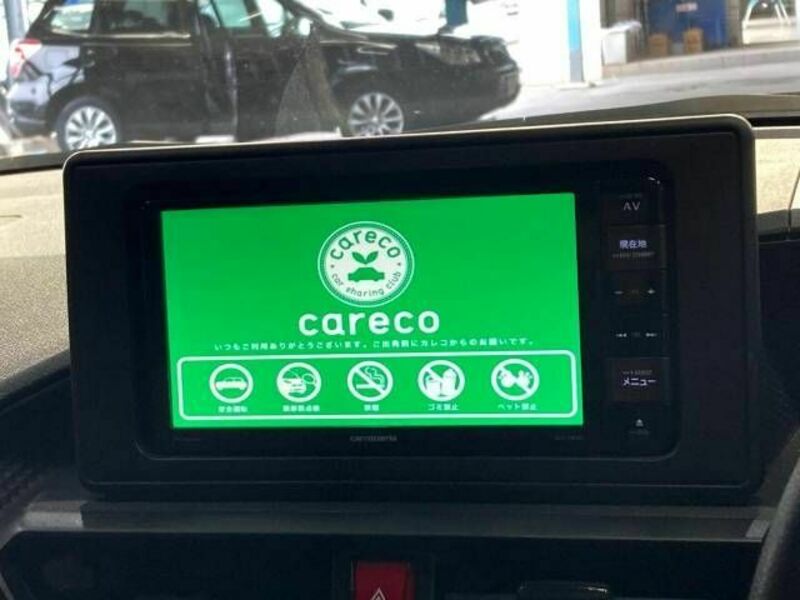 careco
car sharing club
careco
いつもご利用ありがとうございます。ご出発前にカレコからのお願いです。
安全運転
禁煙
ゴミ禁止
ペット禁止
carrozzeria
AV
現在地
メニュー